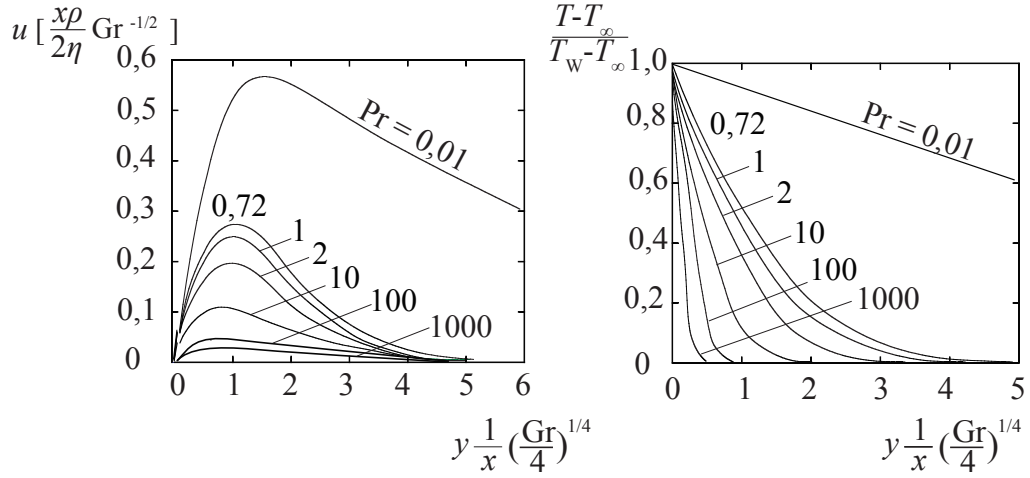 u [ xρ/2η Gr -1/2 ]
0,6
0,5
0,4
0,3
0,2
0,1
0
Pr = 0,01
0,72
1
2
10
100
1000
0 1 2 3 4 5 6
y 1/x (Gr/4)^1/4
T-T∞
TW-T∞
1,0
0,8
0,6
0,4
0,2
0
Pr = 0,01
0,72
1
2
10
100
1000
0 1 2 3 4 5
y 1/x (Gr/4)^1/4